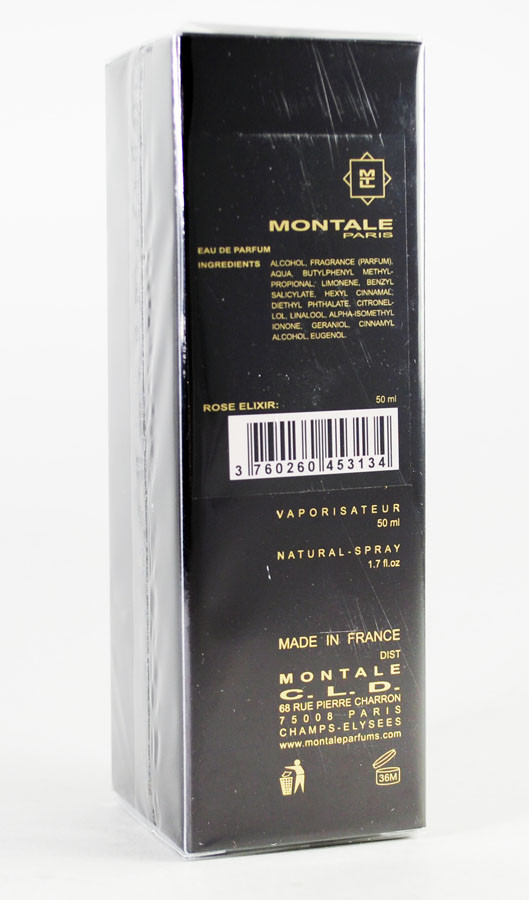 MONTALE
PARIS
EAU DE PARFUM
INGREDIENTS
ALCOHOL, FRAGRANCE (PARFUM),
AQUA, BUTYLPHENYL METHYL-
PROPIONAL; LIMONENE, BENZYL
SALICYLATE, HEXYL CINNAMAL;
DIETHYL PHTHALATE, CITRONEL-
LOL, LINALOOL, ALPHA-ISOMETHYL
IONONE, GERANIOL, CINNAMYL
ALCOHOL, EUGENÖL.
ROSE ELIXIR:
50 ml
3 760260 453134
VAPORISATEUR
50 ml
NATURAL-SPRAY
1.7 fl.oz
MADE IN FRANCE
DIST
MONTALE
C. L. D.
68 RUE PIERRE CHARRON
75008 PARIS
CHAMPS-ELYSEES
www.montaleparfums.com
36M